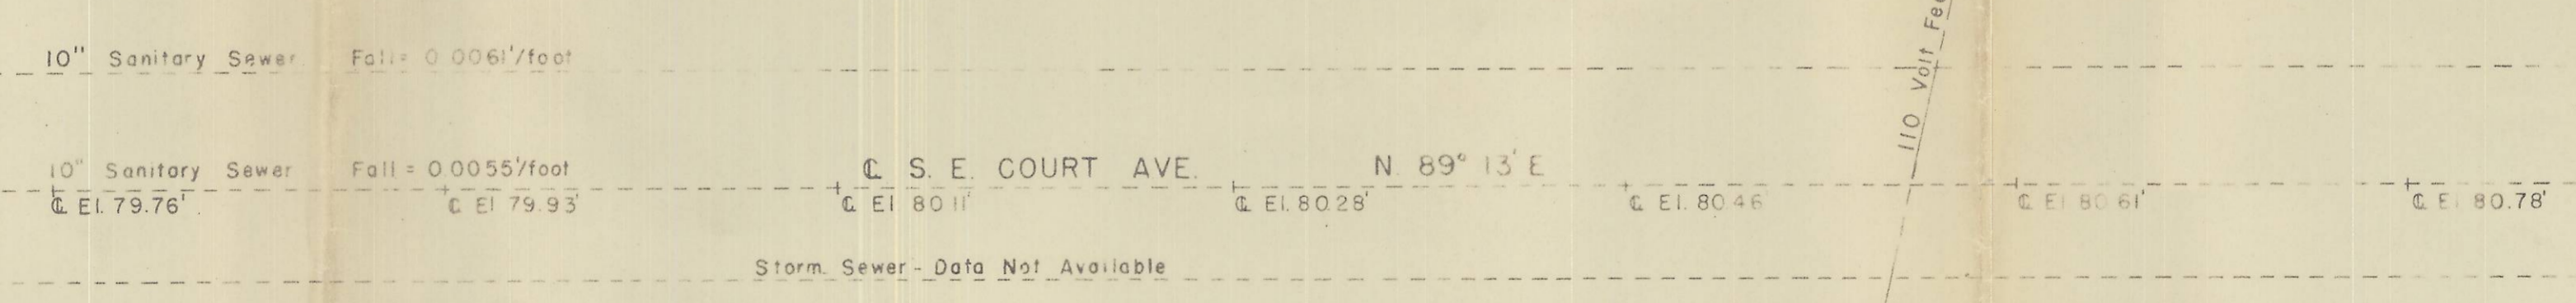 10" Sanitary Sewer Fall = 0.0061'/foot
110 Volt
10" Sanitary Sewer Fall = 0.0055'/foot
℄ S. E. COURT AVE. N. 89° 13' E
℄ El. 79.76' ℄ El. 79.93' ℄ El. 80.11' ℄ El. 80.28' ℄ El. 80.46 ℄ El. 80.61' ℄ El. 80.78'
Storm Sewer - Data Not Available